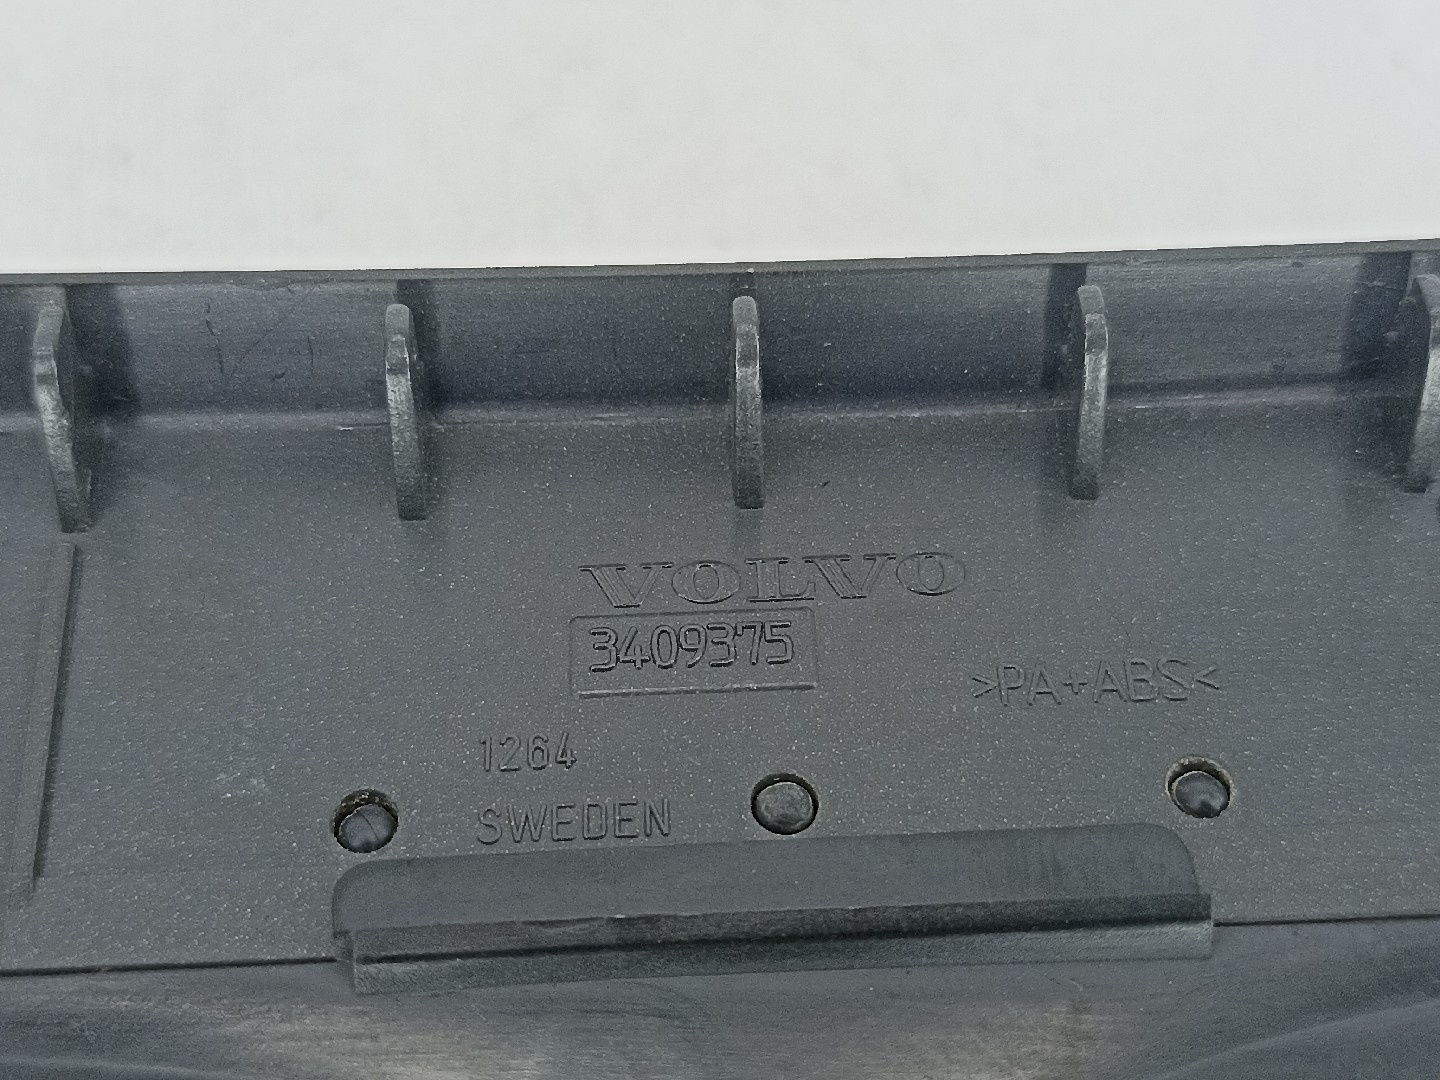 VOLVO
3409375
>PA+ABS<
1264
SWEDEN